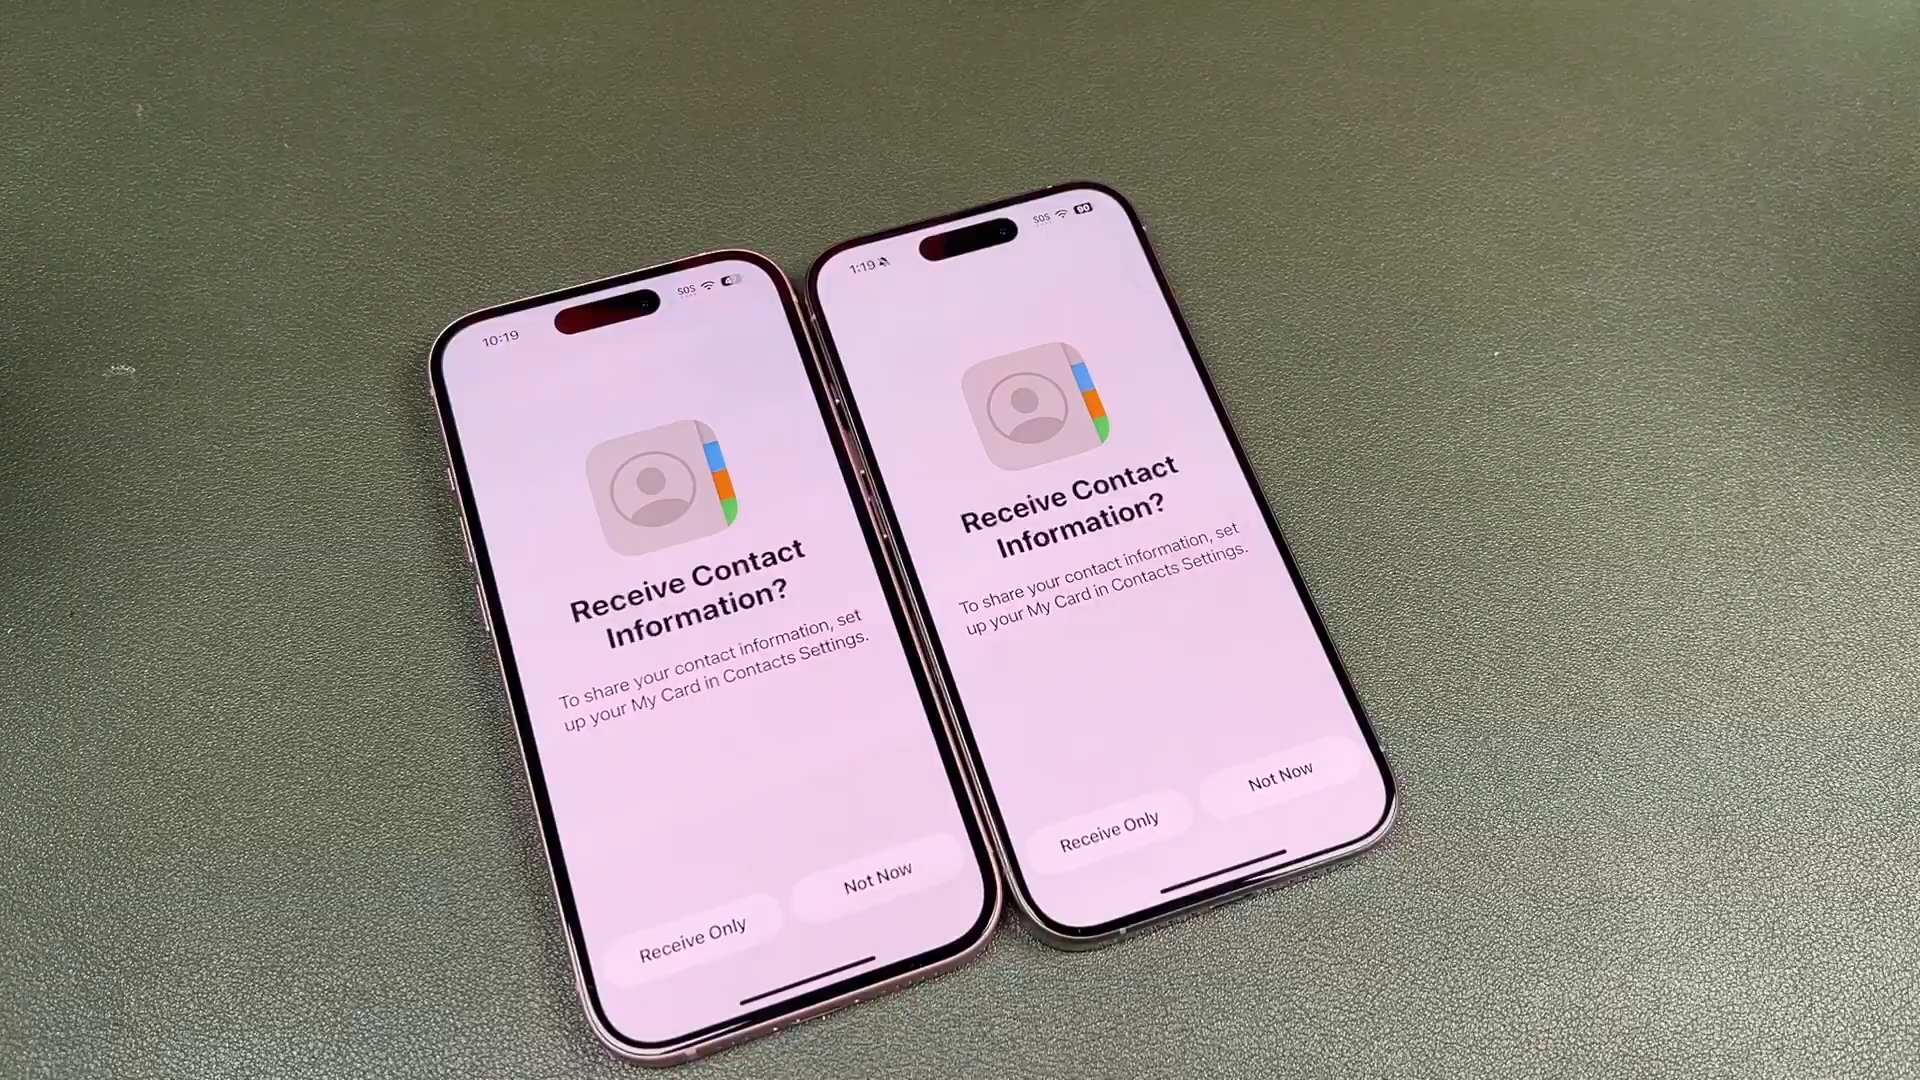 10:19
SOS
Receive Contact
Information?
To share your contact information, set
up your My Card in Contacts Settings.
Receive Only
Not Now
1:19
SOS
90
Receive Contact
Information?
To share your contact information, set
up your My Card in Contacts Settings.
Receive Only
Not Now